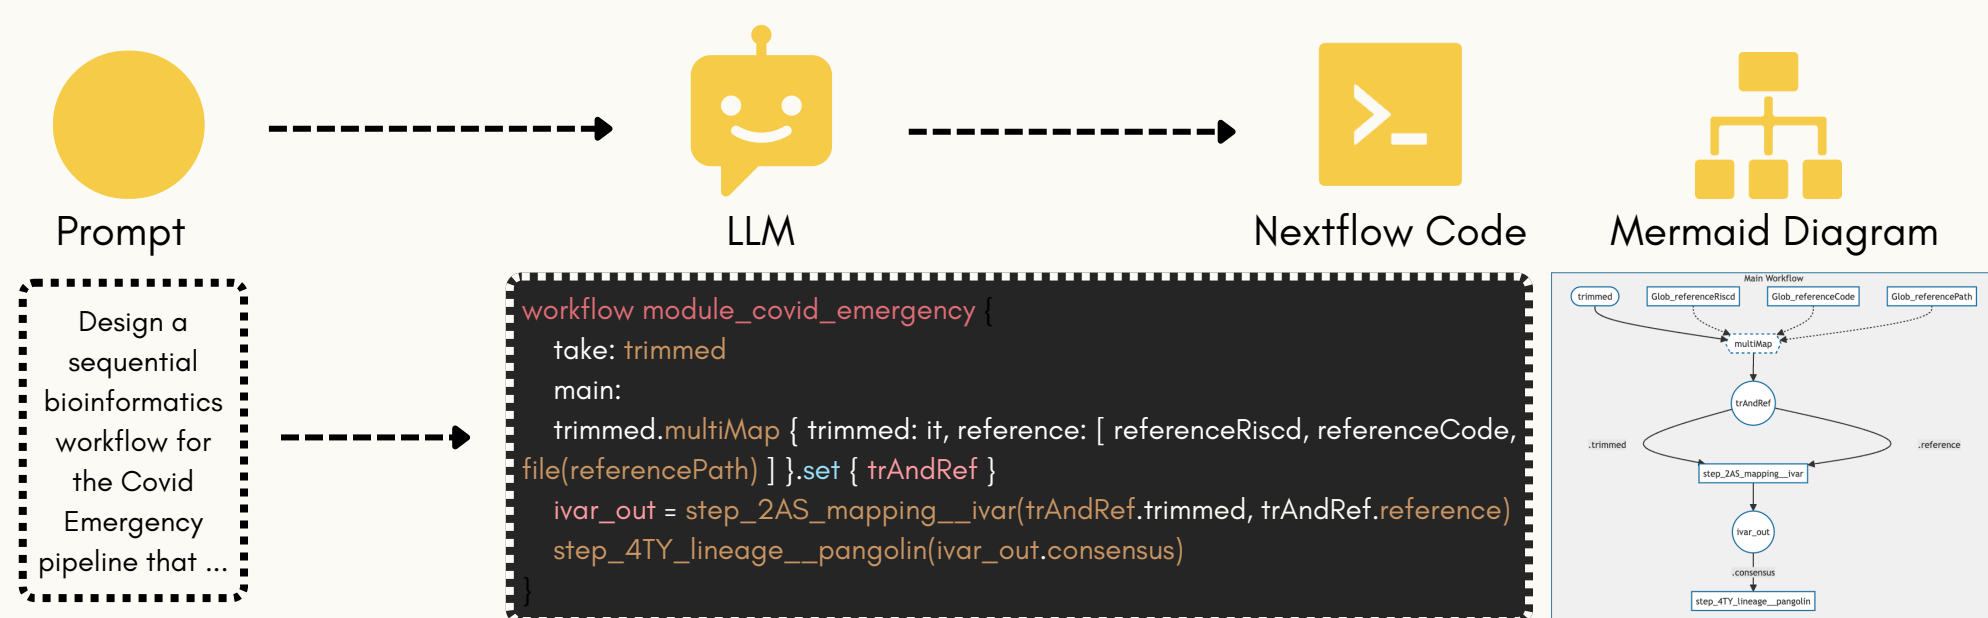 Prompt
LLM
Nextflow Code
Mermaid Diagram
Design a
sequential
bioinformatics
workflow for
the Covid
Emergency
pipeline that ...
workflow module_covid_emergency {
take: trimmed
main:
trimmed.multiMap { trimmed: it, reference: [ referenceRiscd, referenceCode,
file(referencePath) ] }.set { trAndRef }
ivar_out = step_2AS_mapping__ivar(trAndRef.trimmed, trAndRef.reference)
step_4TY_lineage__pangolin(ivar_out.consensus)
}
Main Workflow
trimmed
Glob_referenceRiscd
Glob_referenceCode
Glob_referencePath
multiMap
trAndRef
.trimmed
.reference
step_2AS_mapping__ivar
ivar_out
.consensus
step_4TY_lineage__pangolin